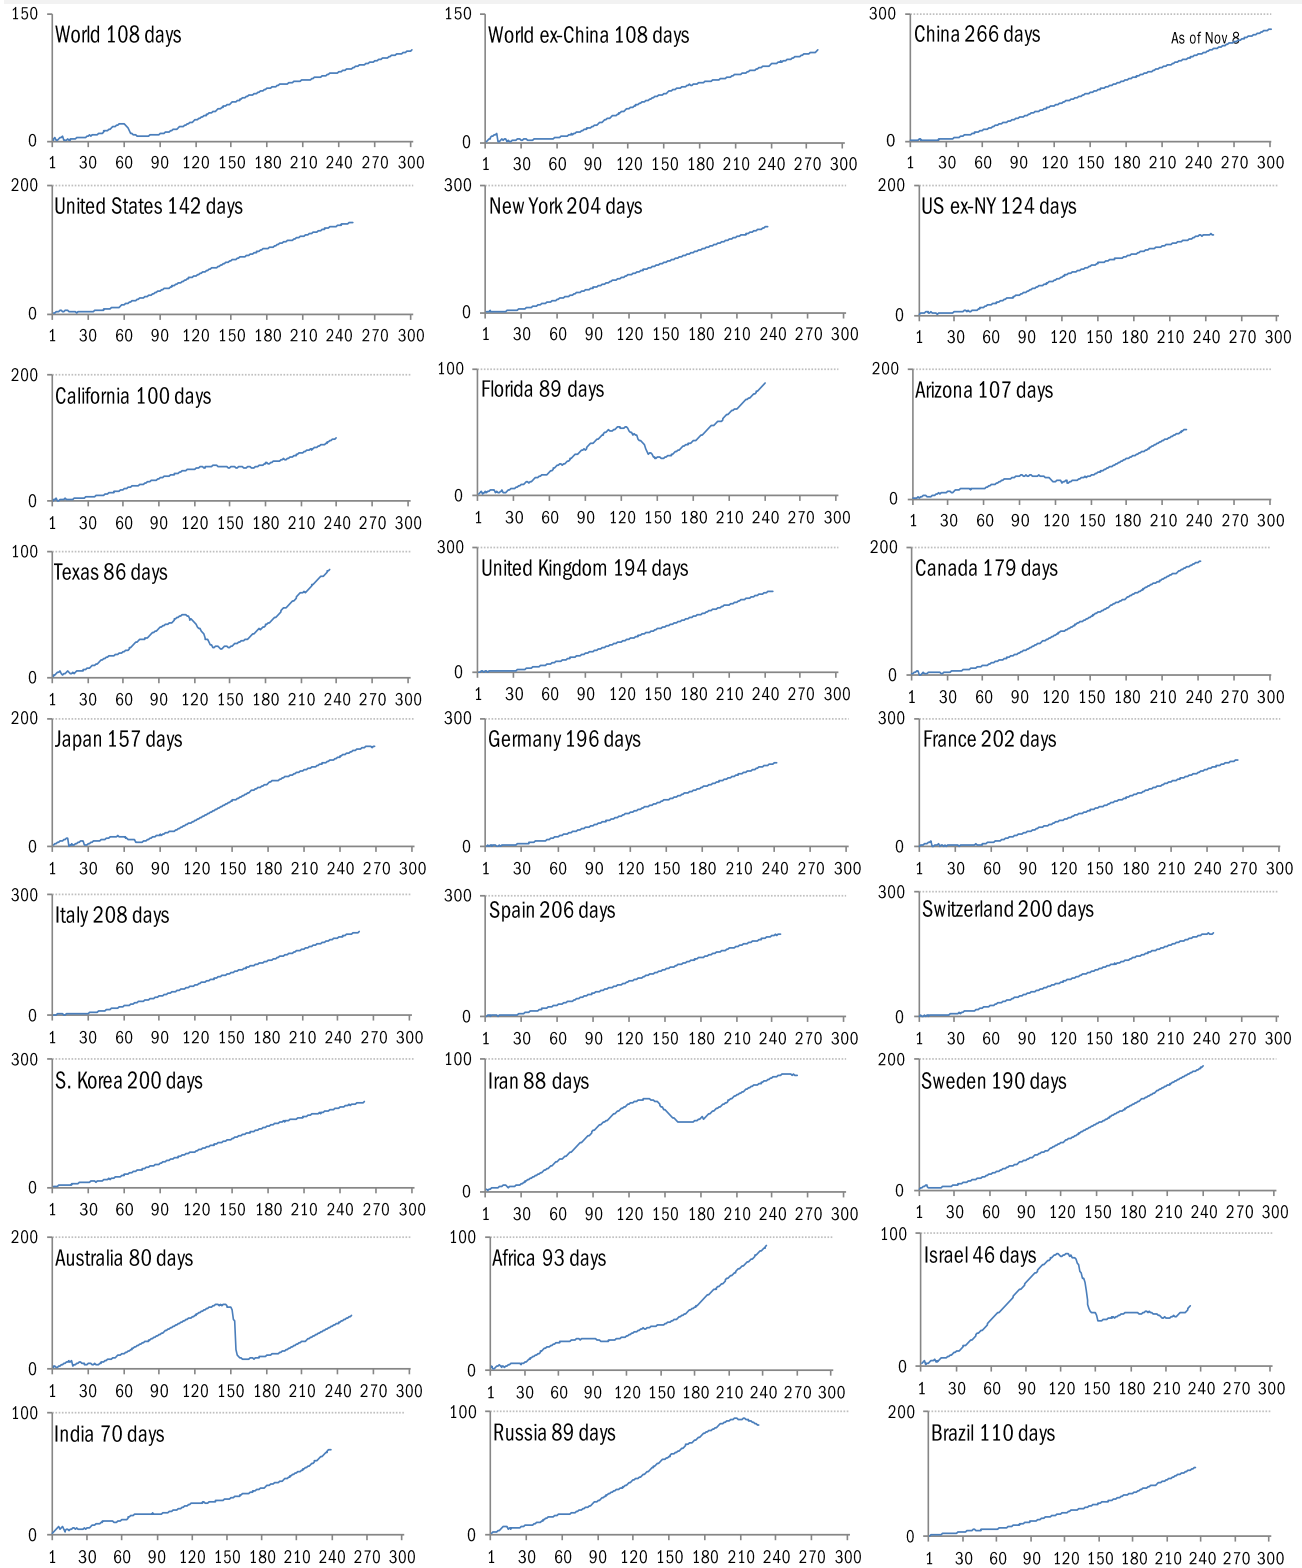 150
World 108 days
0
1 30 60 90 120 150 180 210 240 270 300
150
World ex-China 108 days
0
1 30 60 90 120 150 180 210 240 270 300
300
China 266 days
As of Nov 8
0
1 30 60 90 120 150 180 210 240 270 300
200
United States 142 days
0
1 30 60 90 120 150 180 210 240 270 300
300
New York 204 days
0
1 30 60 90 120 150 180 210 240 270 300
200
US ex-NY 124 days
0
1 30 60 90 120 150 180 210 240 270 300
200
California 100 days
0
1 30 60 90 120 150 180 210 240 270 300
100
Florida 89 days
0
1 30 60 90 120 150 180 210 240 270 300
200
Arizona 107 days
0
1 30 60 90 120 150 180 210 240 270 300
100
Texas 86 days
0
1 30 60 90 120 150 180 210 240 270 300
300
United Kingdom 194 days
0
1 30 60 90 120 150 180 210 240 270 300
200
Canada 179 days
0
1 30 60 90 120 150 180 210 240 270 300
200
Japan 157 days
0
1 30 60 90 120 150 180 210 240 270 300
300
Germany 196 days
0
1 30 60 90 120 150 180 210 240 270 300
300
France 202 days
0
1 30 60 90 120 150 180 210 240 270 300
300
Italy 208 days
0
1 30 60 90 120 150 180 210 240 270 300
300
Spain 206 days
0
1 30 60 90 120 150 180 210 240 270 300
300
Switzerland 200 days
0
1 30 60 90 120 150 180 210 240 270 300
300
S. Korea 200 days
0
1 30 60 90 120 150 180 210 240 270 300
100
Iran 88 days
0
1 30 60 90 120 150 180 210 240 270 300
200
Sweden 190 days
0
1 30 60 90 120 150 180 210 240 270 300
200
Australia 80 days
0
1 30 60 90 120 150 180 210 240 270 300
100
Africa 93 days
0
1 30 60 90 120 150 180 210 240 270 300
100
Israel 46 days
0
1 30 60 90 120 150 180 210 240 270 300
100
India 70 days
0
1 30 60 90 120 150 180 210 240 270 300
100
Russia 89 days
0
1 30 60 90 120 150 180 210 240 270 300
200
Brazil 110 days
0
1 30 60 90 120 150 180 210 240 270 300